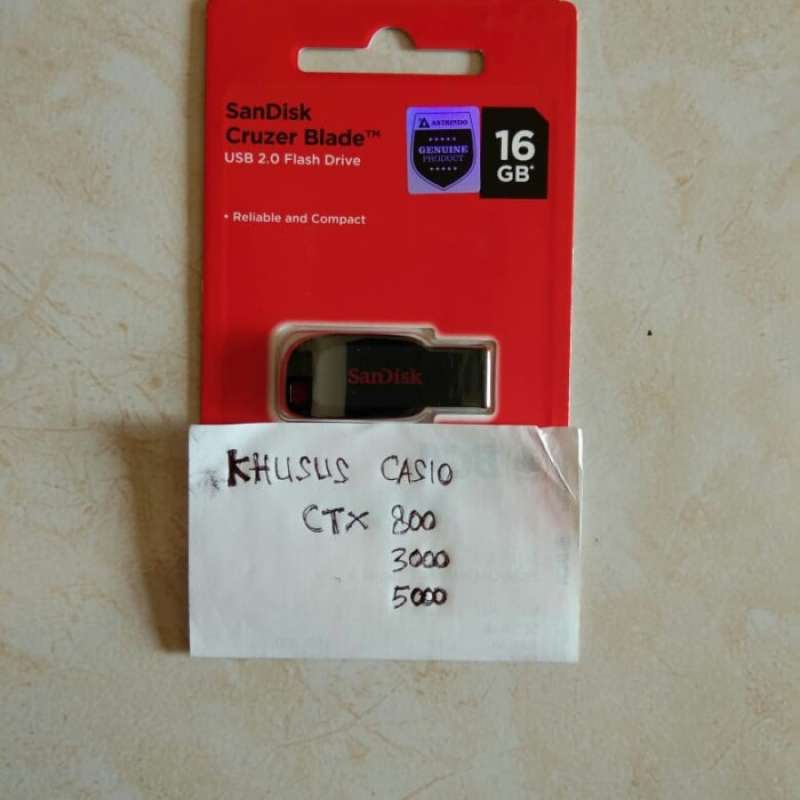 SanDisk
Cruzer Blade™
USB 2.0 Flash Drive
• Reliable and Compact
ASTRINDO
GENUINE
PRODUCT
16
GB*
SanDisk
KHUSUS CASIO
CTX 800
3000
5000